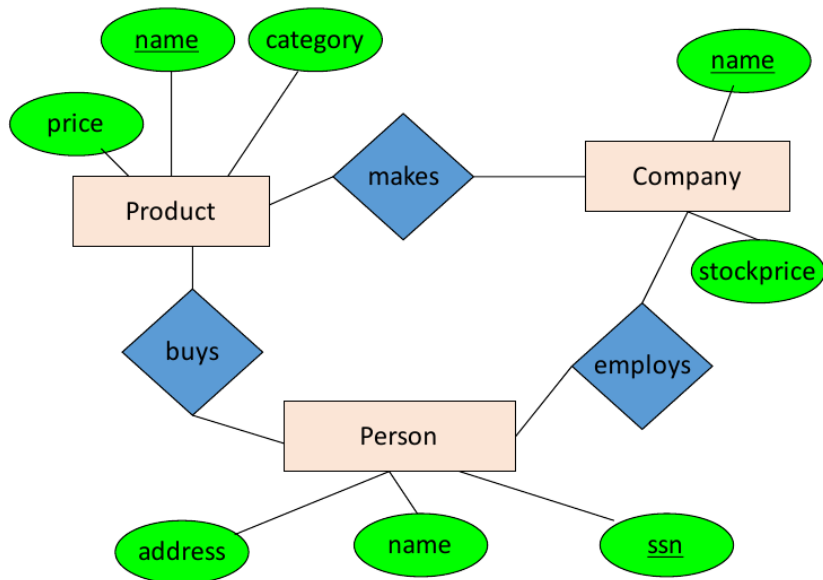 name
category
name
price
makes
Company
Product
stockprice
buys
employs
Person
address
name
ssn